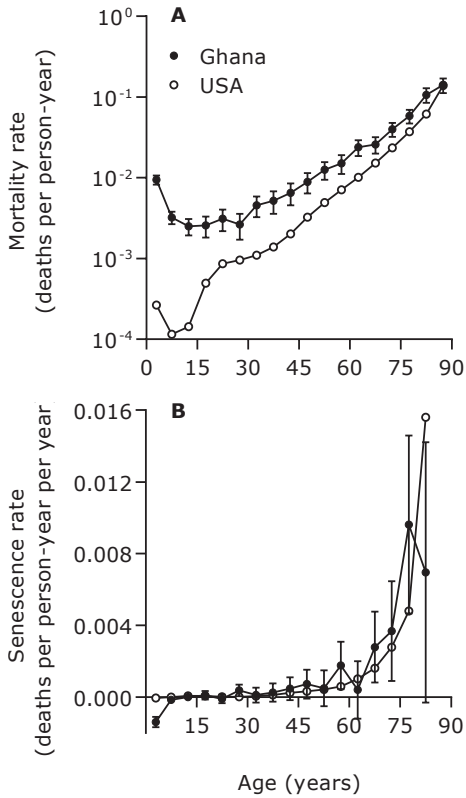 A
10⁰
Ghana
USA
10⁻¹
10⁻²
10⁻³
10⁻⁴
Mortality rate
(deaths per person-year)
0 15 30 45 60 75 90
B
0.016
0.012
0.008
0.004
0.000
Senescence rate
(deaths per person-year per year)
15 30 45 60 75 90
Age (years)